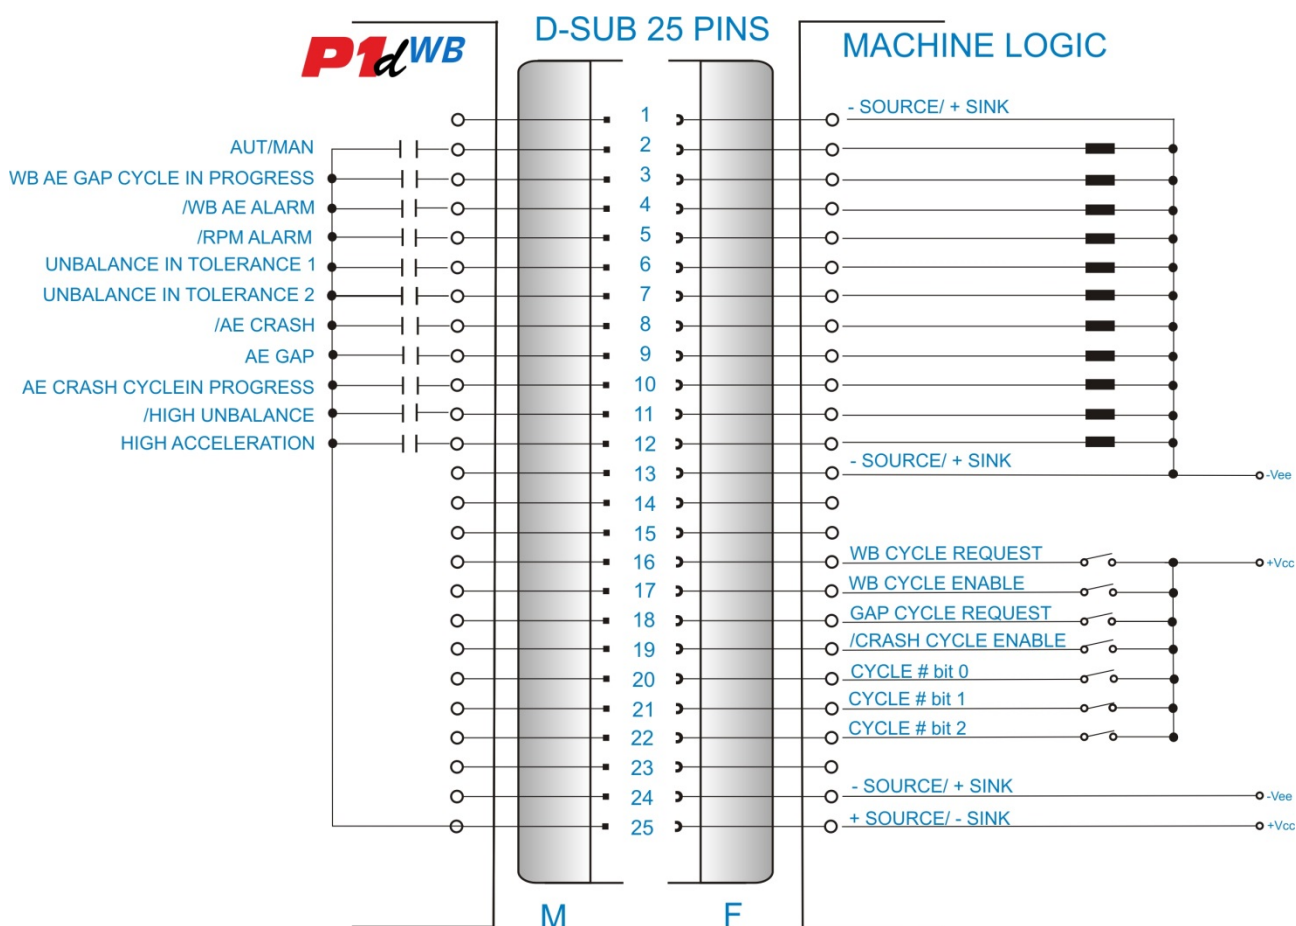 D-SUB 25 PINS
P1dWB
MACHINE LOGIC
1 - SOURCE/ + SINK
AUT/MAN 2
WB AE GAP CYCLE IN PROGRESS 3
/WB AE ALARM 4
/RPM ALARM 5
UNBALANCE IN TOLERANCE 1 6
UNBALANCE IN TOLERANCE 2 7
/AE CRASH 8
AE GAP 9
AE CRASH CYCLEIN PROGRESS 10
/HIGH UNBALANCE 11
HIGH ACCELERATION 12
13 - SOURCE/ + SINK -Vee
14
15
16 WB CYCLE REQUEST +Vcc
17 WB CYCLE ENABLE
18 GAP CYCLE REQUEST
19 /CRASH CYCLE ENABLE
20 CYCLE # bit 0
21 CYCLE # bit 1
22 CYCLE # bit 2
23
24 - SOURCE/ + SINK -Vee
25 + SOURCE/ - SINK +Vcc
M F